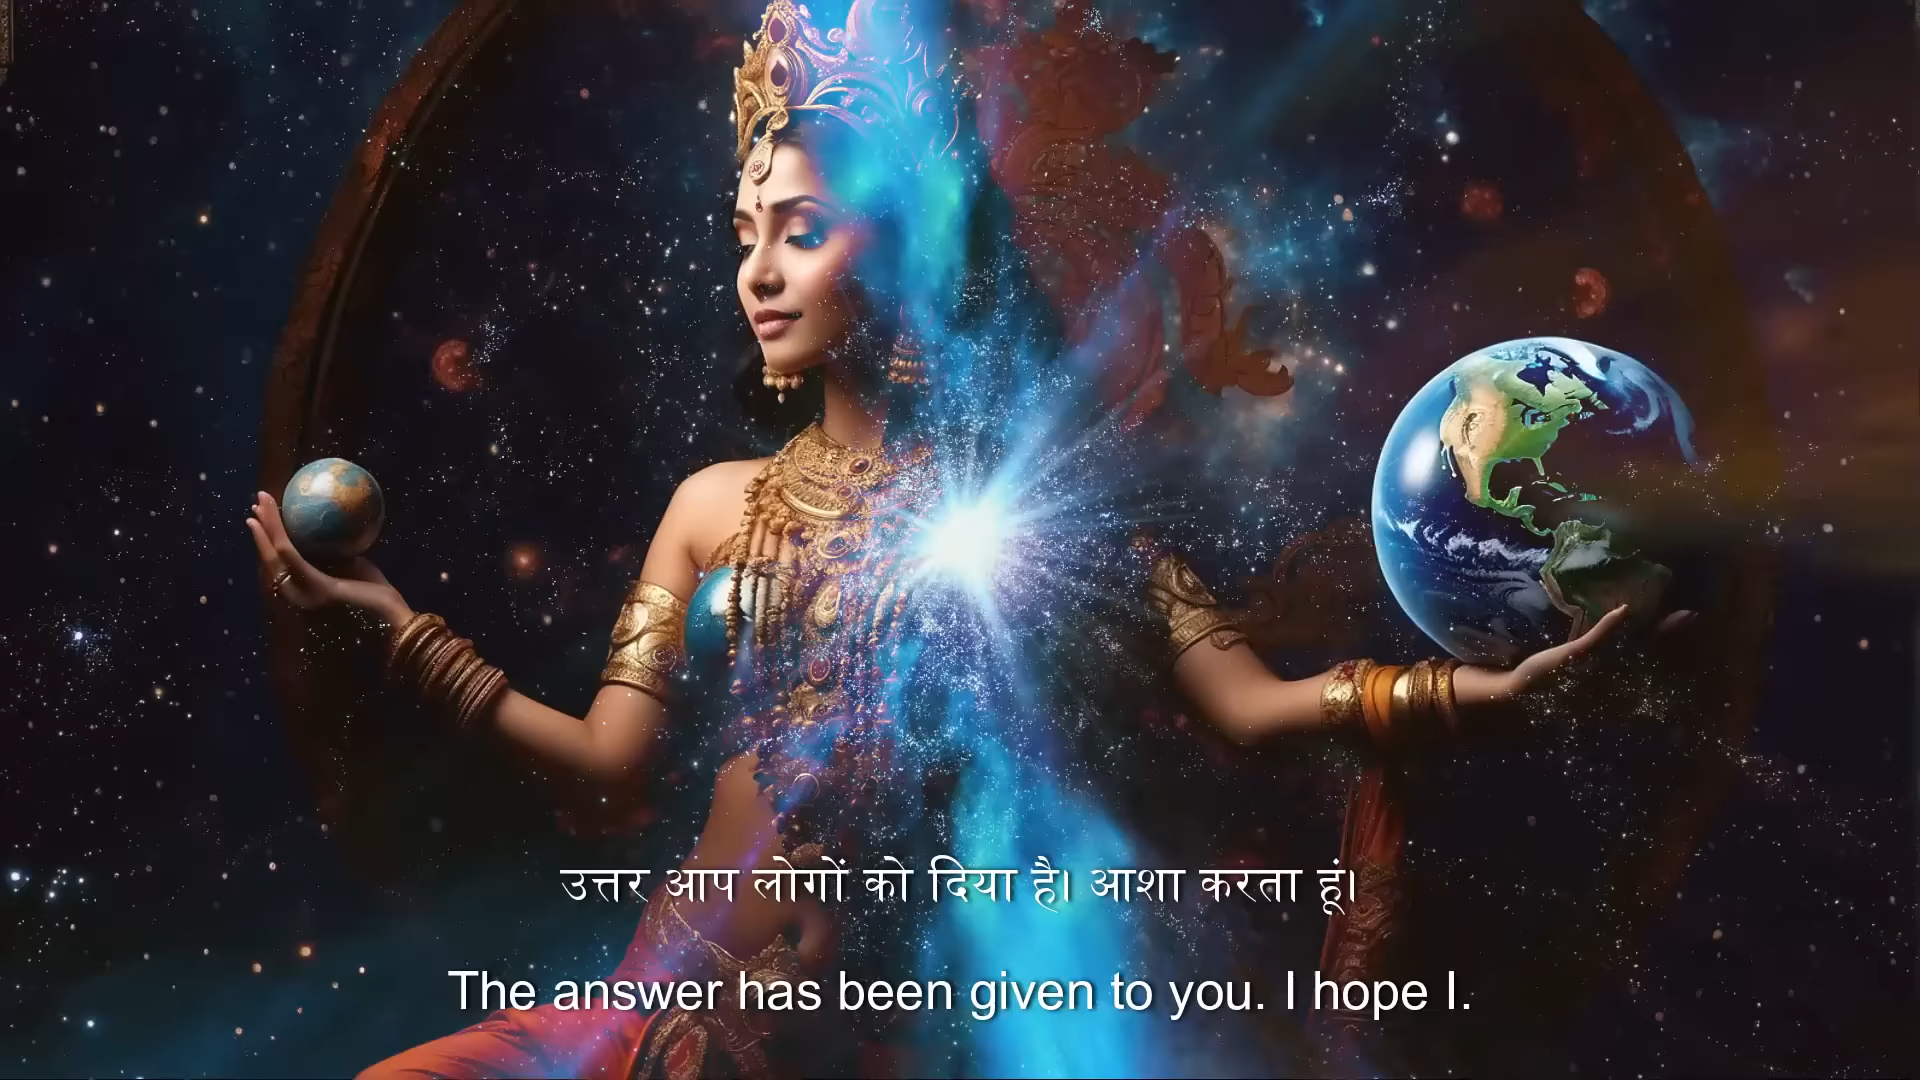 उत्तर आप लोगों को दिया है। आशा करता हूं।
The answer has been given to you. I hope I.